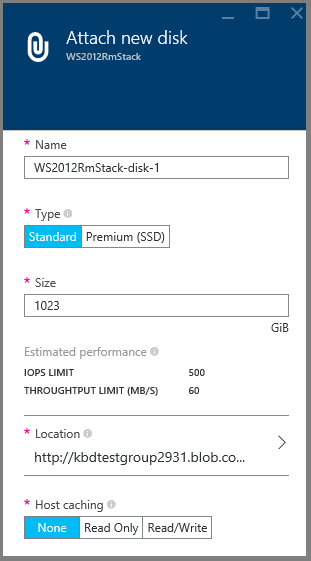 Attach new disk
WS2012RmStack
* Name
WS2012RmStack-disk-1
* Type
Standard Premium (SSD)
* Size
1023
GiB
Estimated performance
IOPS LIMIT 500
THROUGHTPUT LIMIT (MB/S) 60
* Location
http://kbdtestgroup2931.blob.co...
* Host caching
None Read Only Read/Write